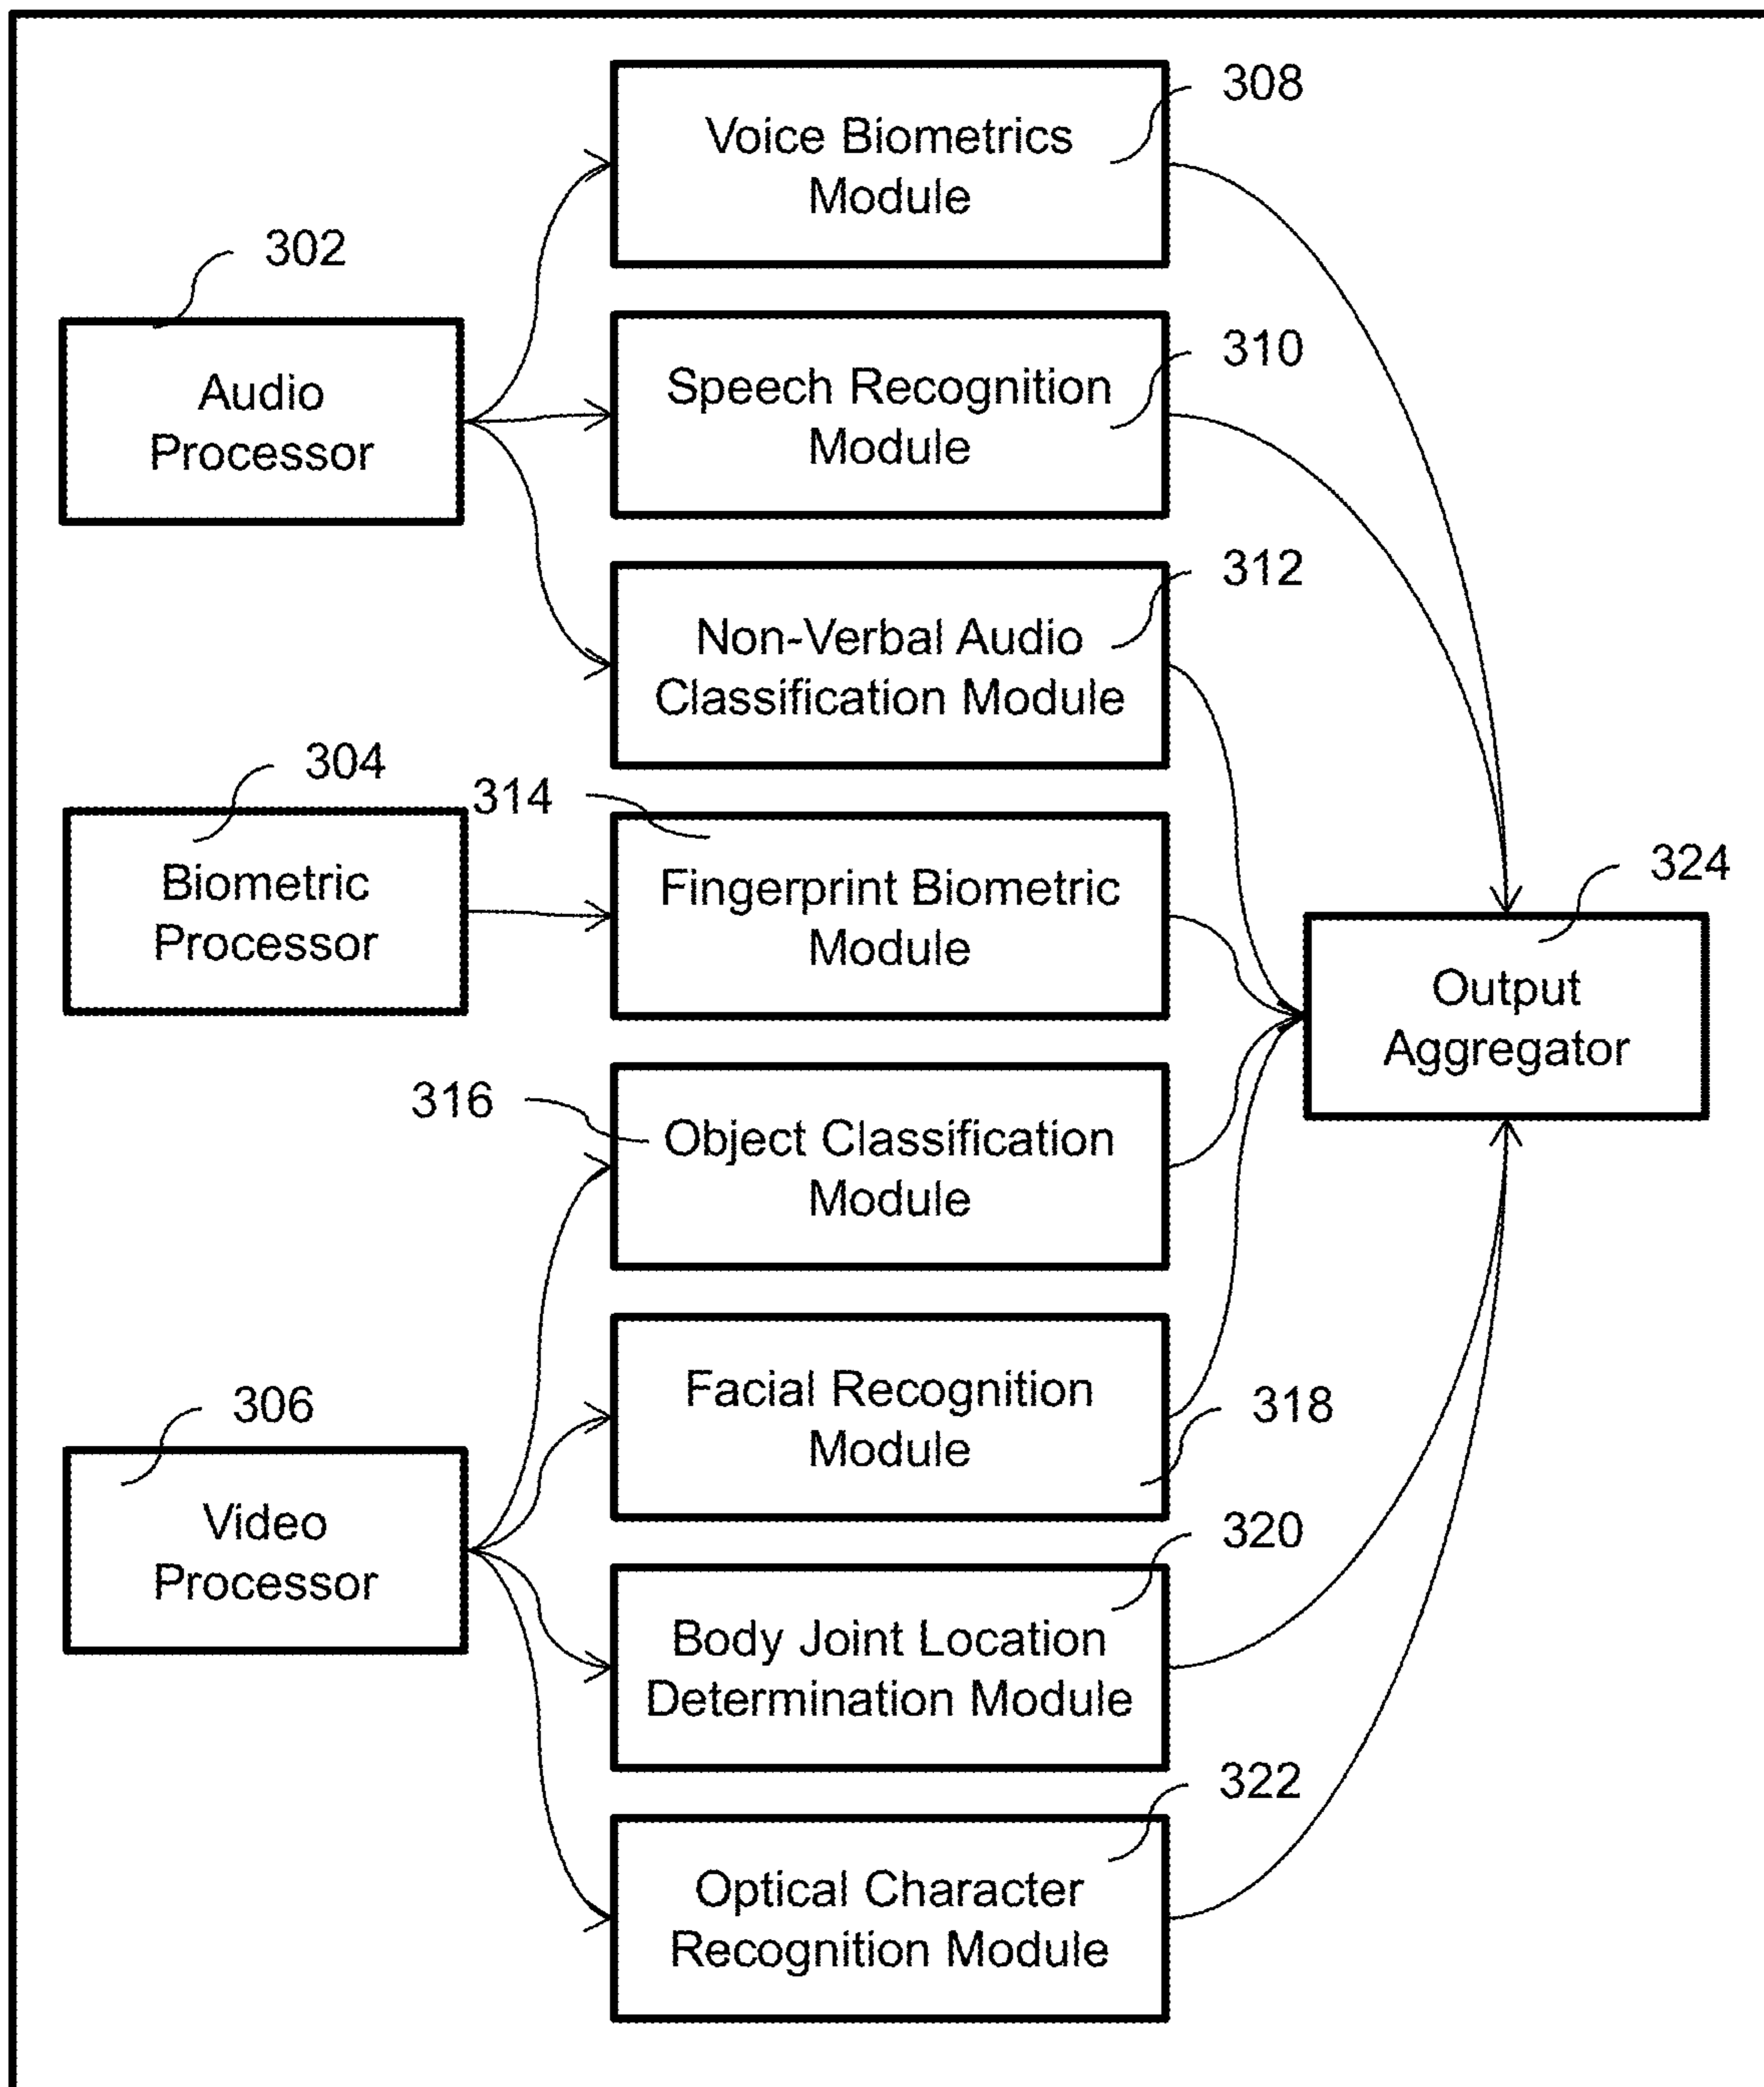 308
Voice Biometrics
Module
302
Audio
Processor
310
Speech Recognition
Module
312
Non-Verbal Audio
Classification Module
304
Biometric
Processor
314
Fingerprint Biometric
Module
324
Output
Aggregator
316
Object Classification
Module
306
Video
Processor
Facial Recognition
Module
318
320
Body Joint Location
Determination Module
322
Optical Character
Recognition Module